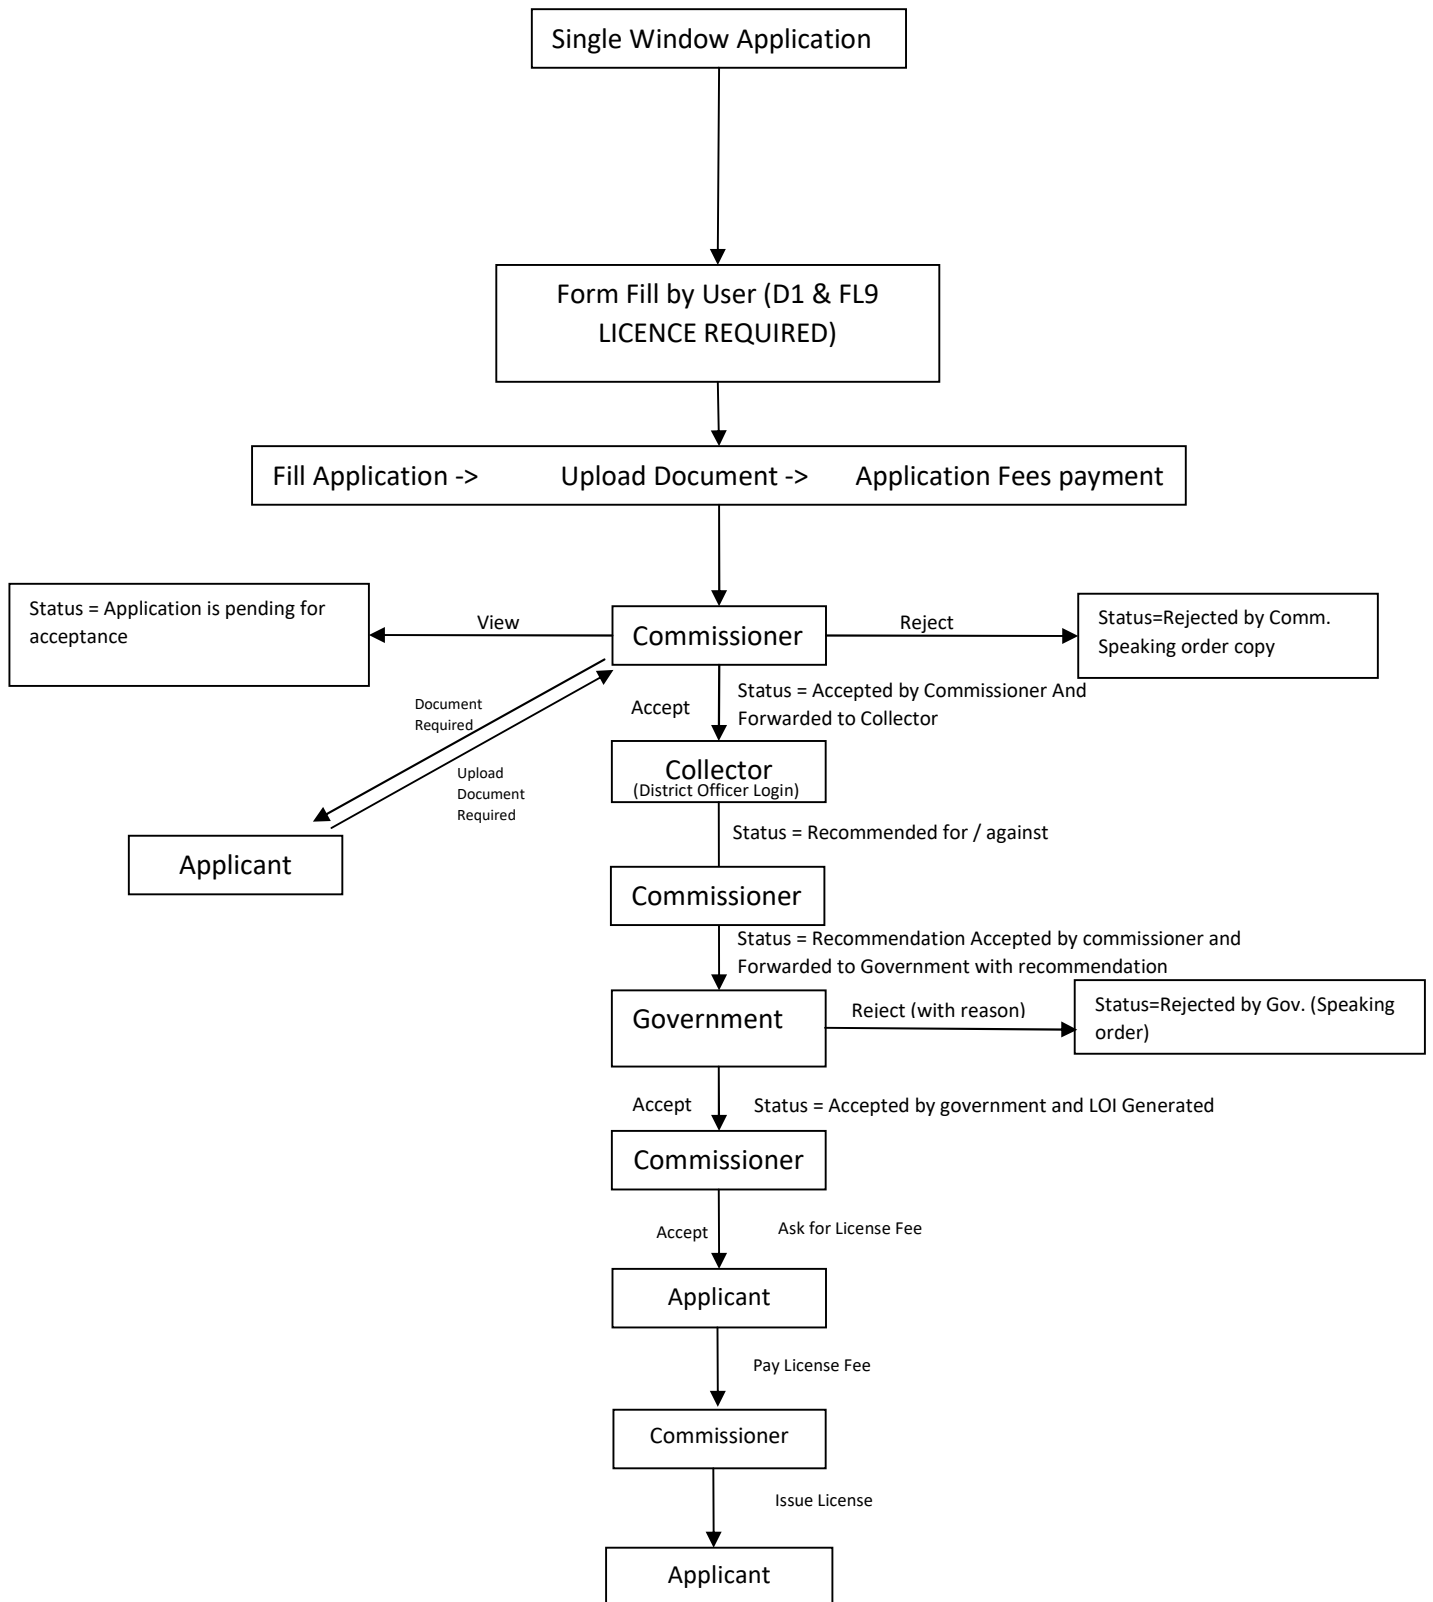 Single Window Application
Form Fill by User (D1 & FL9
LICENCE REQUIRED)
Fill Application -> Upload Document -> Application Fees payment
Status = Application is pending for
acceptance
View
Commissioner
Reject
Status=Rejected by Comm.
Speaking order copy
Document
Required
Accept
Status = Accepted by Commissioner And
Forwarded to Collector
Upload
Document
Required
Collector
(District Officer Login)
Applicant
Status = Recommended for / against
Commissioner
Status = Recommendation Accepted by commissioner and
Forwarded to Government with recommendation
Government
Reject (with reason)
Status=Rejected by Gov. (Speaking
order)
Accept
Status = Accepted by government and LOI Generated
Commissioner
Accept
Ask for License Fee
Applicant
Pay License Fee
Commissioner
Issue License
Applicant